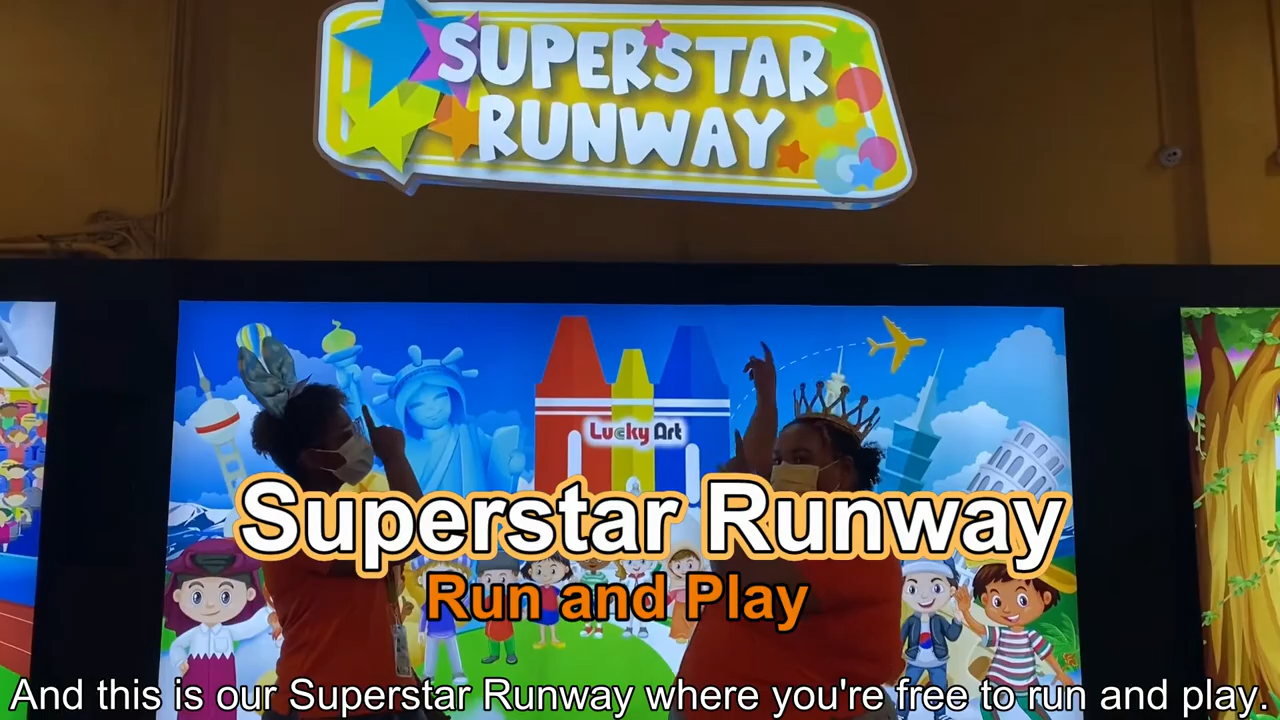 SUPERSTAR
RUNWAY
Lucky Art
Superstar Runway
Run and Play
And this is our Superstar Runway where you're free to run and play.